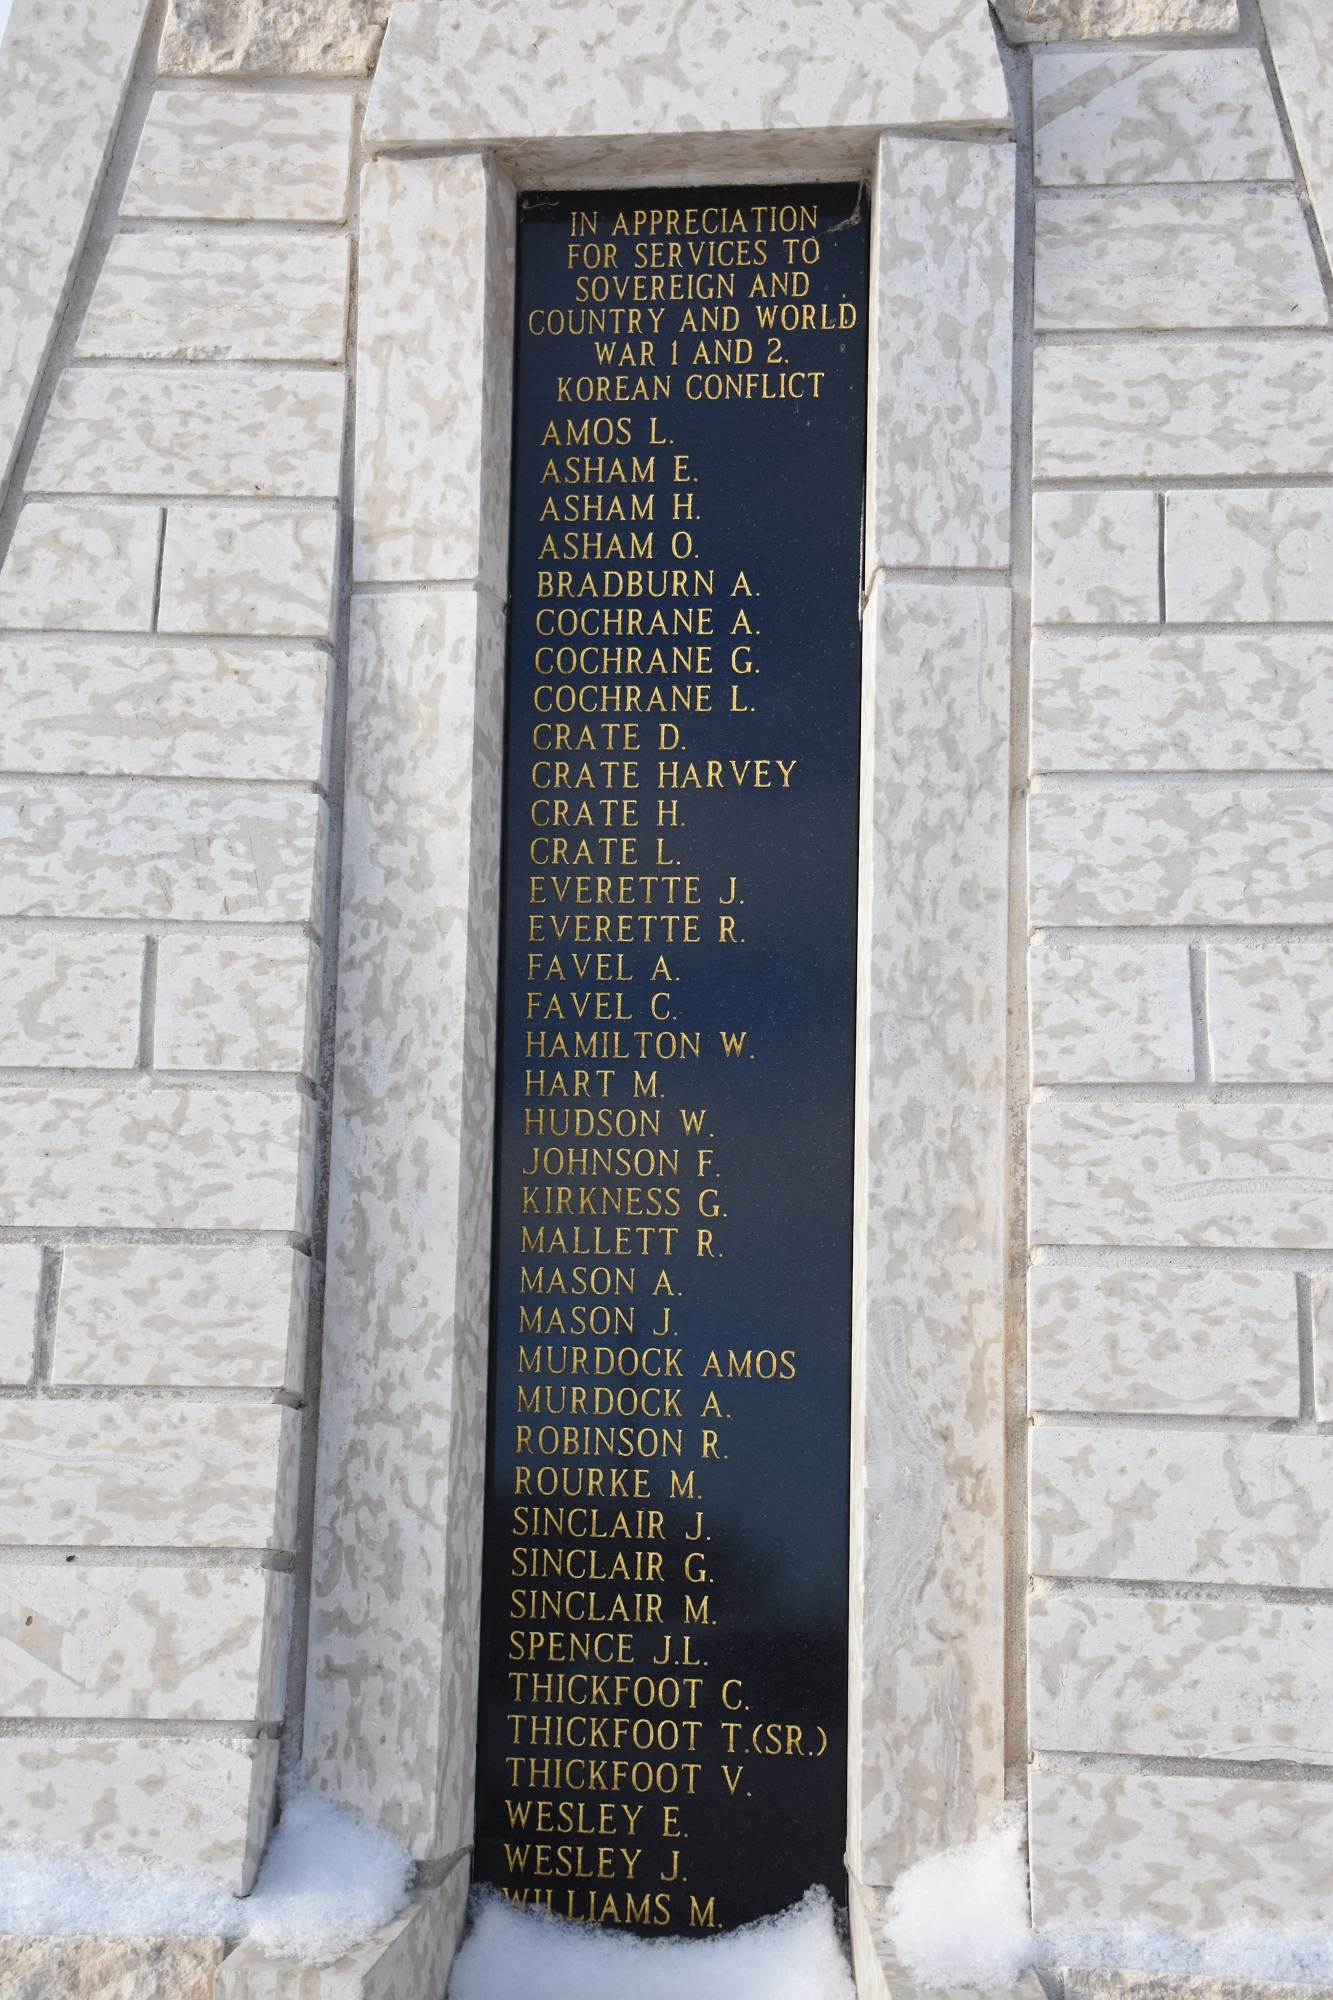 IN APPRECIATION
FOR SERVICES TO
SOVEREIGN AND
COUNTRY AND WORLD
WAR 1 AND 2.
KOREAN CONFLICT
AMOS L.
ASHAM E.
ASHAM H.
ASHAM O.
BRADBURN A.
COCHRANE A.
COCHRANE G.
COCHRANE L.
CRATE D.
CRATE HARVEY
CRATE H.
CRATE L.
EVERETTE J.
EVERETTE R.
FAVEL A.
FAVEL C.
HAMILTON W.
HART M.
HUDSON W.
JOHNSON F.
KIRKNESS G.
MALLETT R.
MASON A.
MASON J.
MURDOCK AMOS
MURDOCK A.
ROBINSON R.
ROURKE M.
SINCLAIR J.
SINCLAIR G.
SINCLAIR M.
SPENCE J.L.
THICKFOOT C.
THICKFOOT T.(SR.)
THICKFOOT V.
WESLEY E.
WESLEY J.
WILLIAMS M.